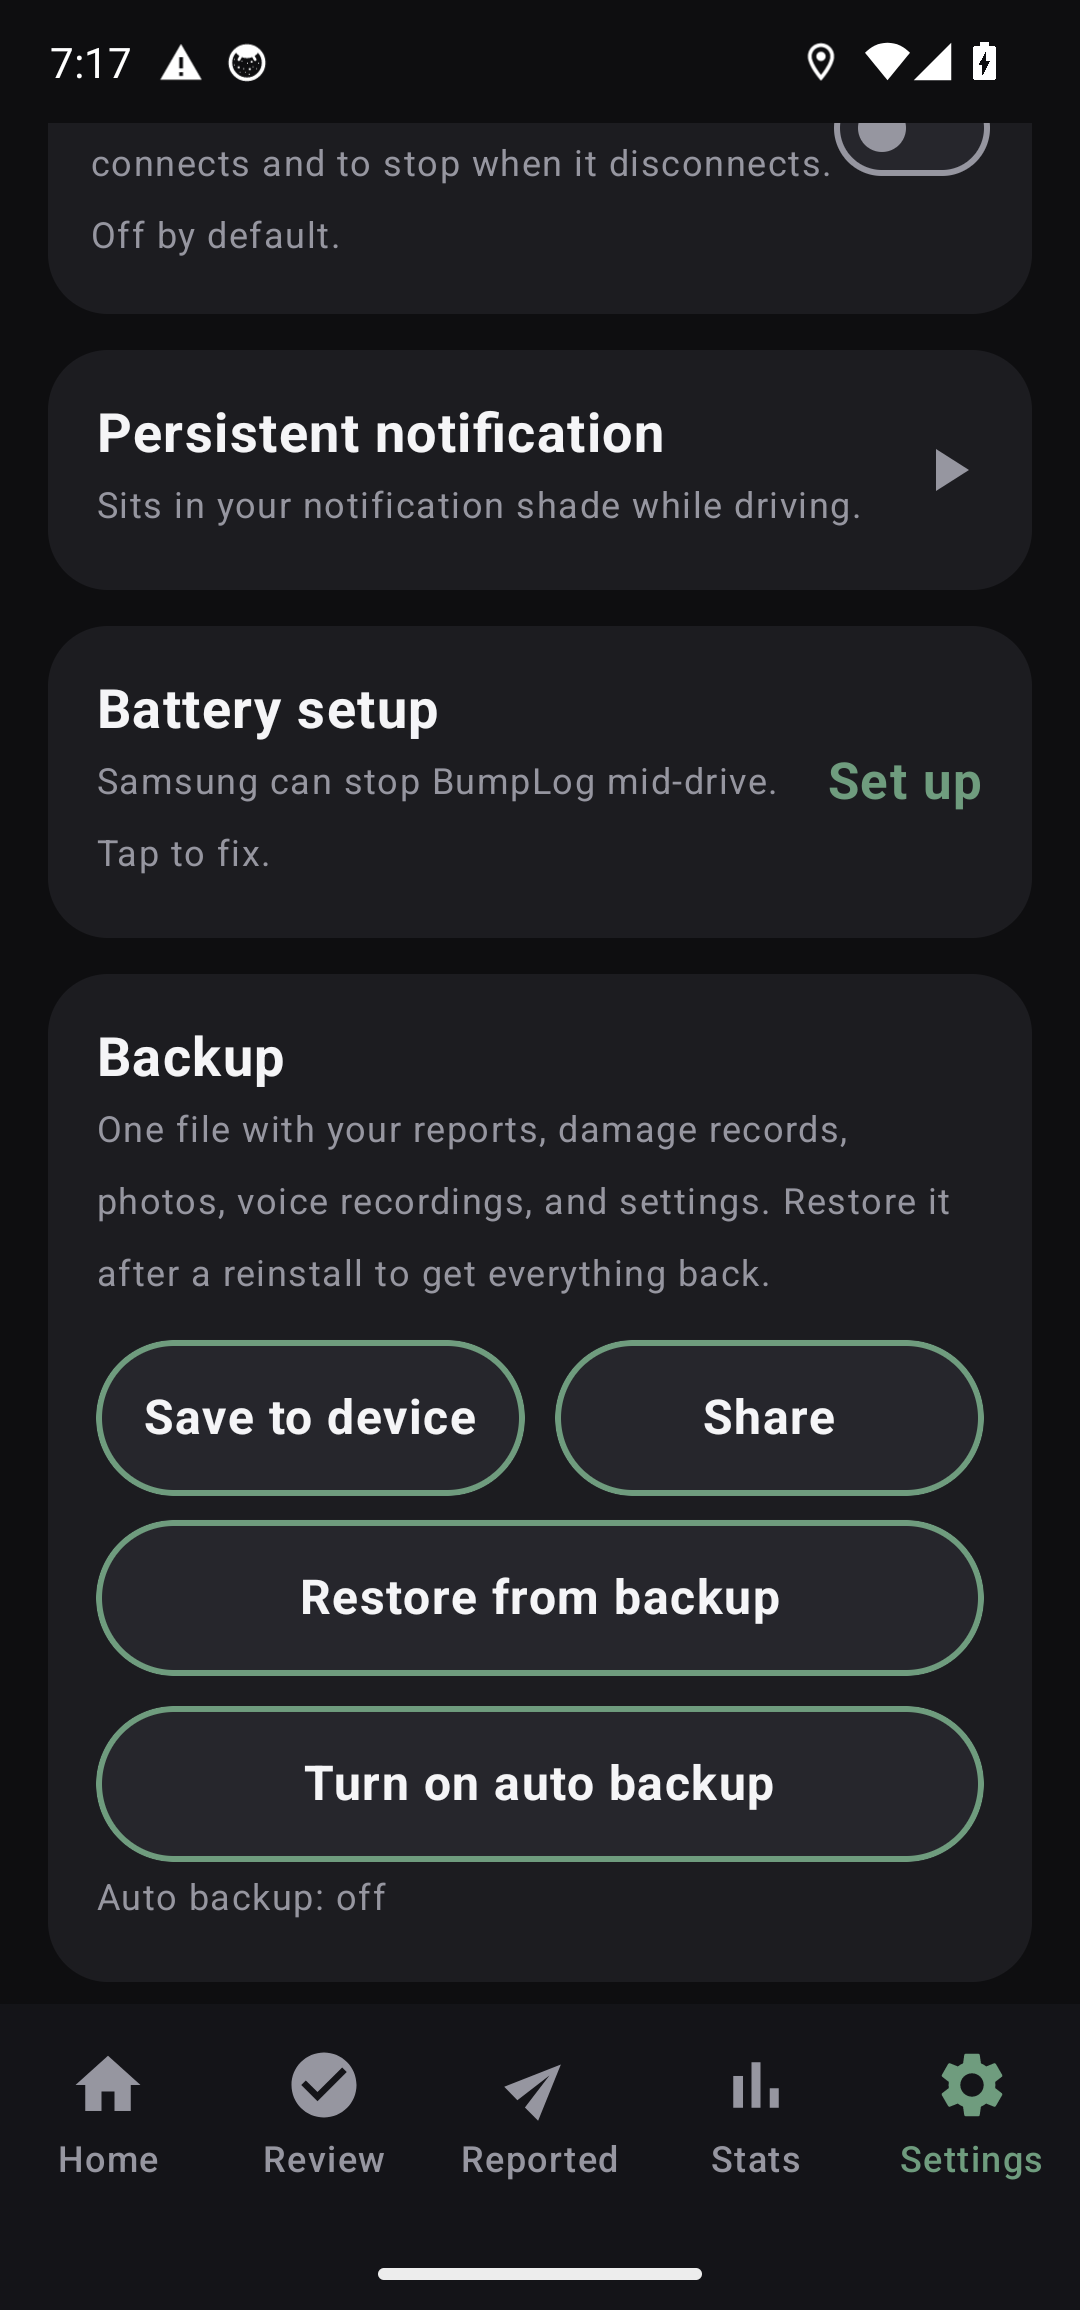 7:17
connects and to stop when it disconnects.
Off by default.
Persistent notification
Sits in your notification shade while driving.
Battery setup
Samsung can stop BumpLog mid-drive.
Tap to fix.
Set up
Backup
One file with your reports, damage records,
photos, voice recordings, and settings. Restore it
after a reinstall to get everything back.
Save to device
Share
Restore from backup
Turn on auto backup
Auto backup: off
Home
Review
Reported
Stats
Settings